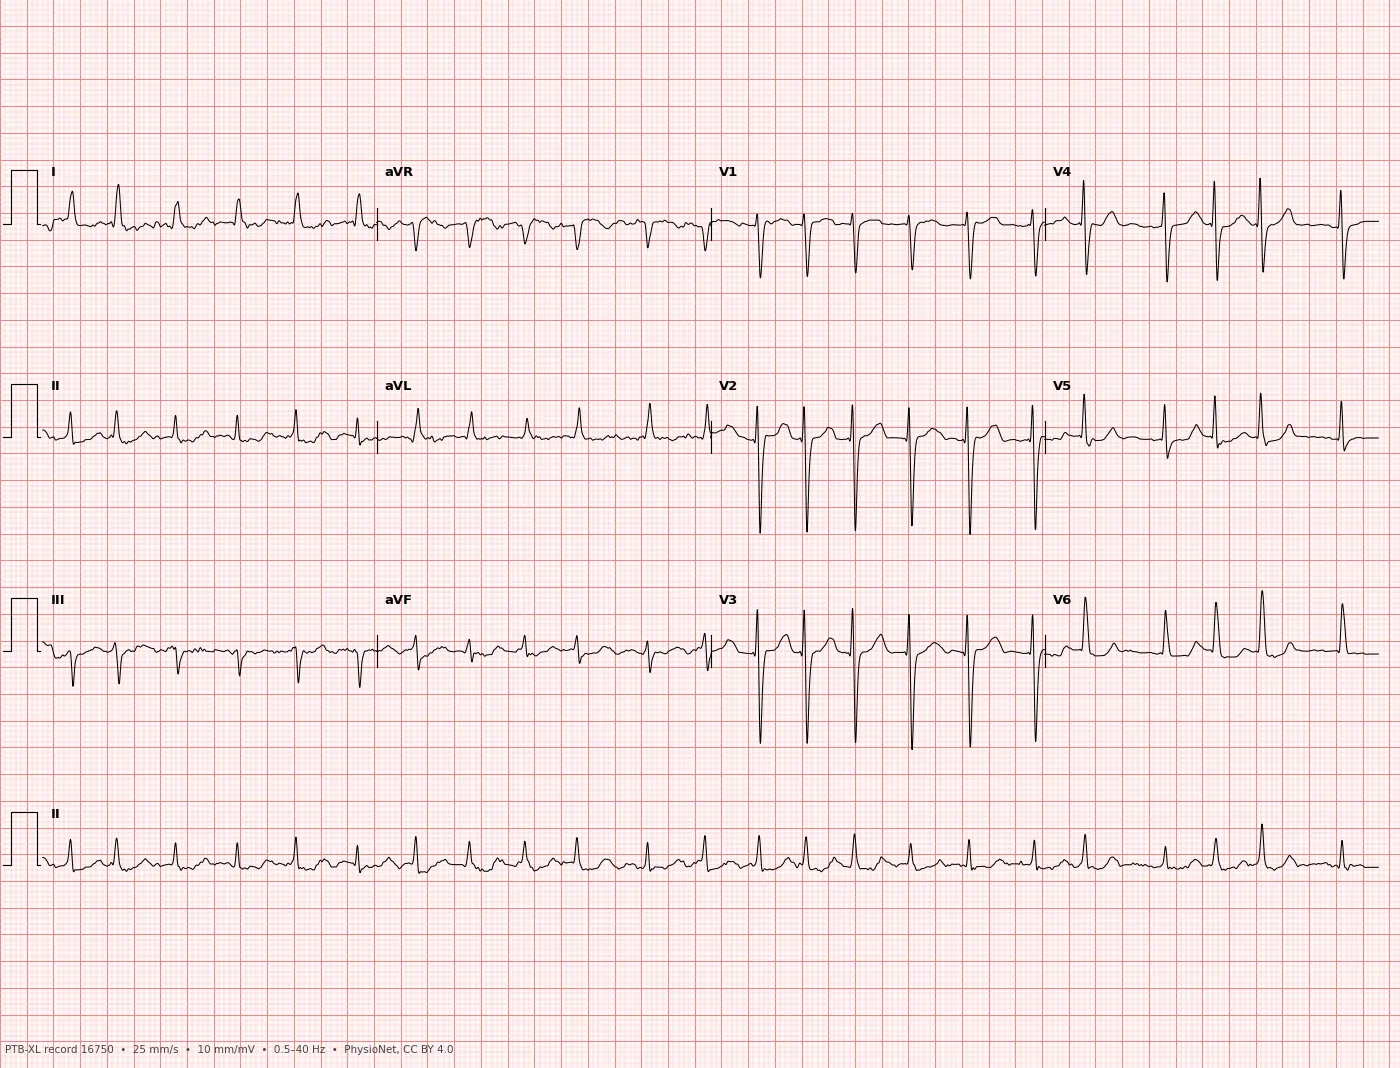 I aVR V1 V4
II aVL V2 V5
III aVF V3 V6
II
PTB-XL record 16750 • 25 mm/s • 10 mm/mV • 0.5–40 Hz • PhysioNet, CC BY 4.0